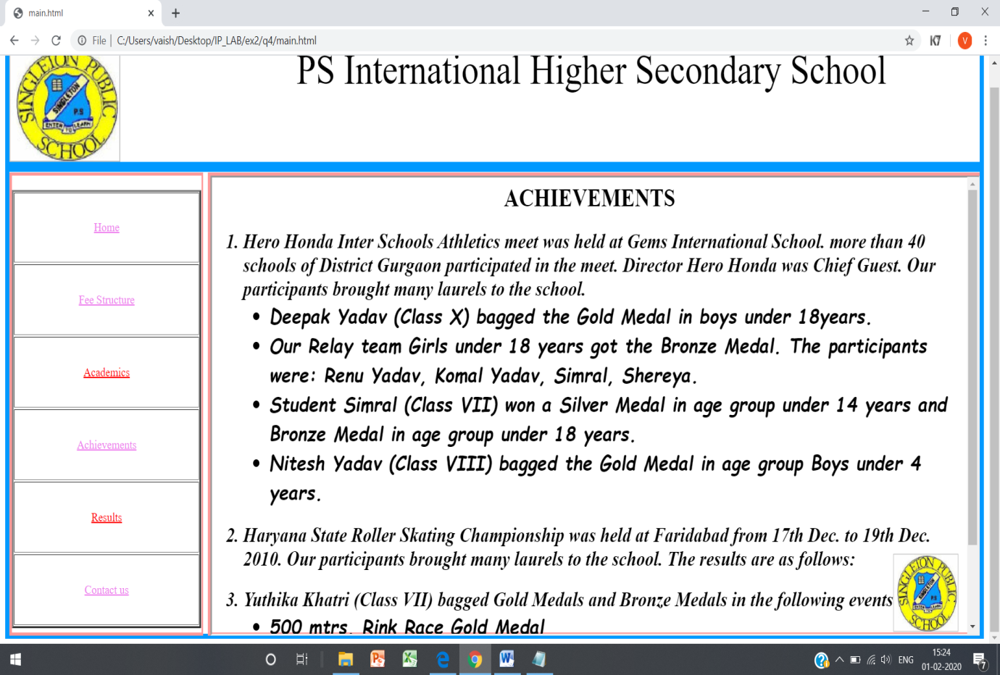 main.html
File
C:/Users/vaish/Desktop/IP_LAB/ex2/q4/main.html
K7
V
SINGLETON PUBLIC
SINGLETON
P.S
ENTER TO LEARN
SCHOOL
PS International Higher Secondary School
Home
Fee Structure
Academics
Achievements
Results
Contact us
ACHIEVEMENTS
1. Hero Honda Inter Schools Athletics meet was held at Gems International School. more than 40
schools of District Gurgaon participated in the meet. Director Hero Honda was Chief Guest. Our
participants brought many laurels to the school.
• Deepak Yadav (Class X) bagged the Gold Medal in boys under 18years.
• Our Relay team Girls under 18 years got the Bronze Medal. The participants
were: Renu Yadav, Komal Yadav, Simral, Shereya.
• Student Simral (Class VII) won a Silver Medal in age group under 14 years and
Bronze Medal in age group under 18 years.
• Nitesh Yadav (Class VIII) bagged the Gold Medal in age group Boys under 4
years.
2. Haryana State Roller Skating Championship was held at Faridabad from 17th Dec. to 19th Dec.
2010. Our participants brought many laurels to the school. The results are as follows:
3. Yuthika Khatri (Class VII) bagged Gold Medals and Bronze Medals in the following events
• 500 mtrs. Rink Race Gold Medal
SINGLETON PUBLIC
SINGLETON
P.S
SCHOOL
ENG
15:24
01-02-2020
7